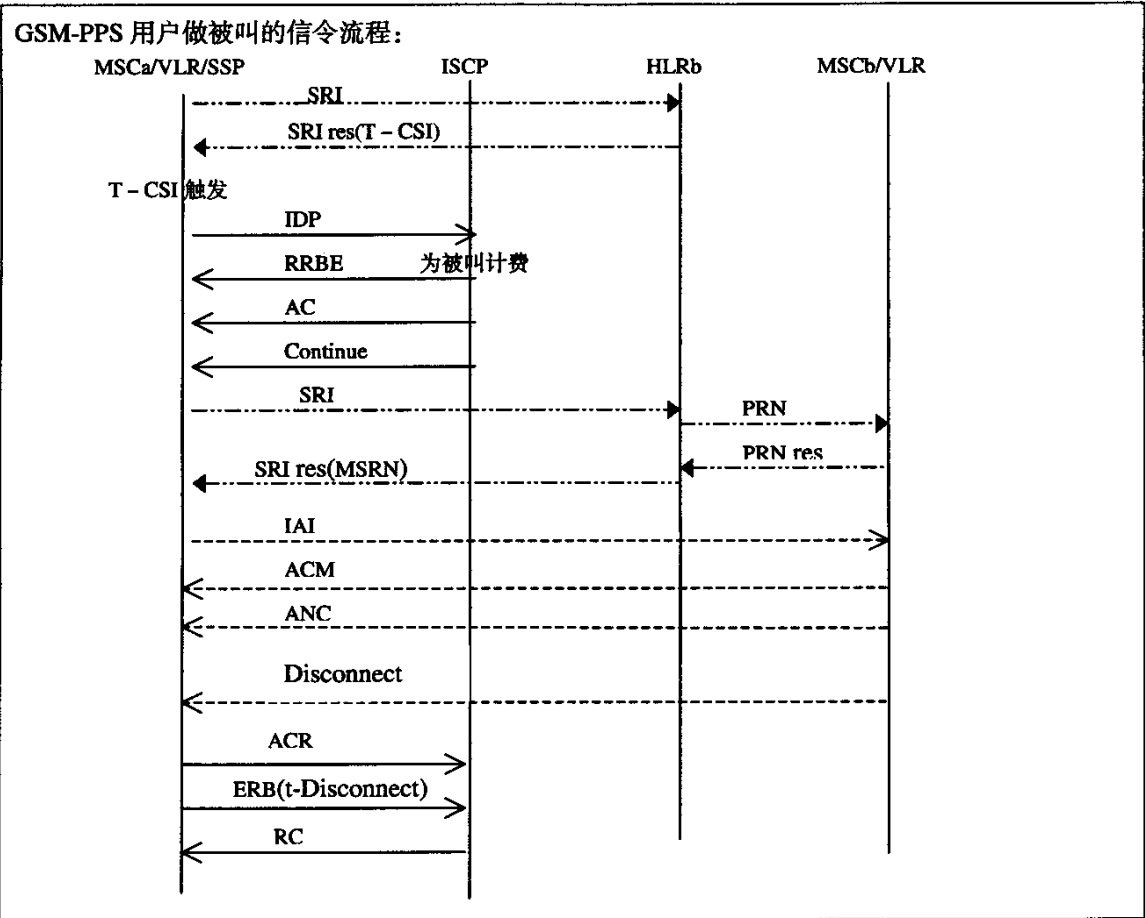 GSM-PPS 用户做被叫的信令流程：
MSCa/VLR/SSP ISCP HLRb MSCb/VLR
SRI
SRI res(T – CSI)
T – CSI 触发
IDP
RRBE 为被叫计费
AC
Continue
SRI
PRN
PRN res
SRI res(MSRN)
IAI
ACM
ANC
Disconnect
ACR
ERB(t-Disconnect)
RC